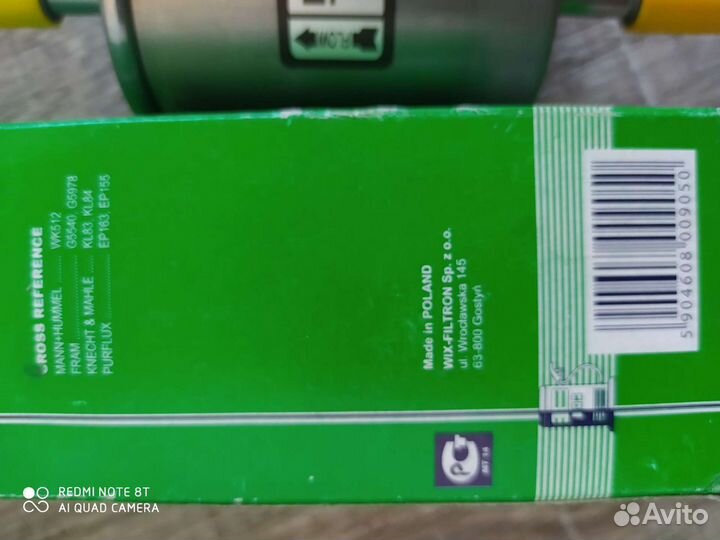 FLOW
CROSS REFERENCE
MANN+HUMMEL .......... WK512
FRAM .......................... G5540, G5978
KNECHT & MAHLE ..... KL83, KL84
PURFLUX .................... EP163, EP155
Made in POLAND
WIX-FILTRON Sp. z o.o.
ul. Wrocławska 145
63-800 Gostyń
5 904608 009050
REDMI NOTE 8T
AI QUAD CAMERA
Avito